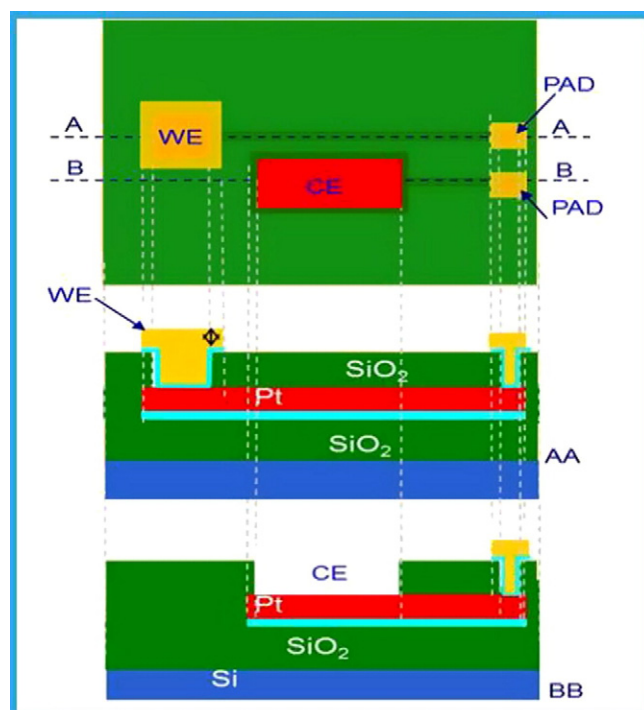 PAD
A WE A
B CE B
PAD
WE
SiO₂
Pt
SiO₂
AA
CE
Pt
SiO₂
Si
BB